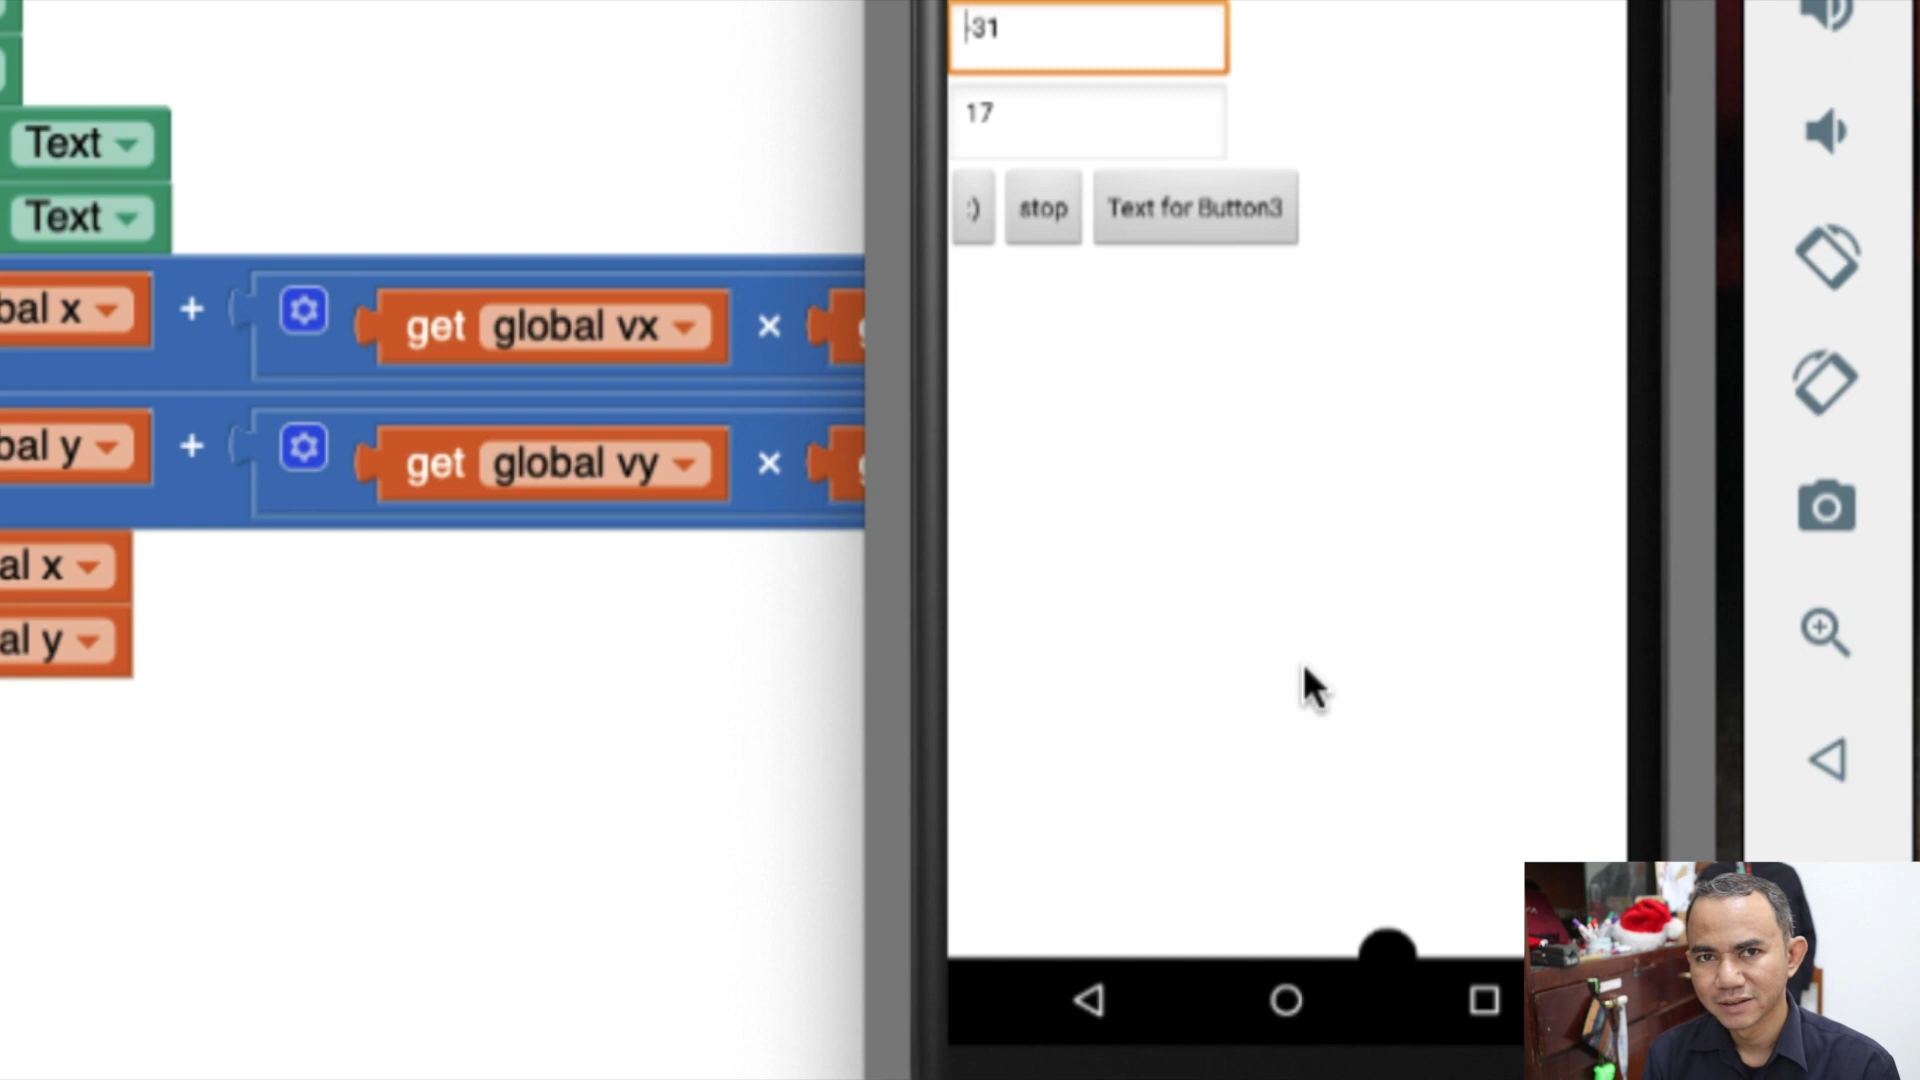 Text
Text
bal x + get global vx ×
bal y + get global vy ×
al x
al y
-31
17
:) stop Text for Button3